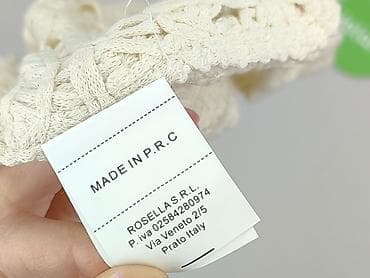 MADE IN P.R.C
ROSELLA S.R.L.
P. iva 02584280974
Via Veneto 2/5
Prato Italy